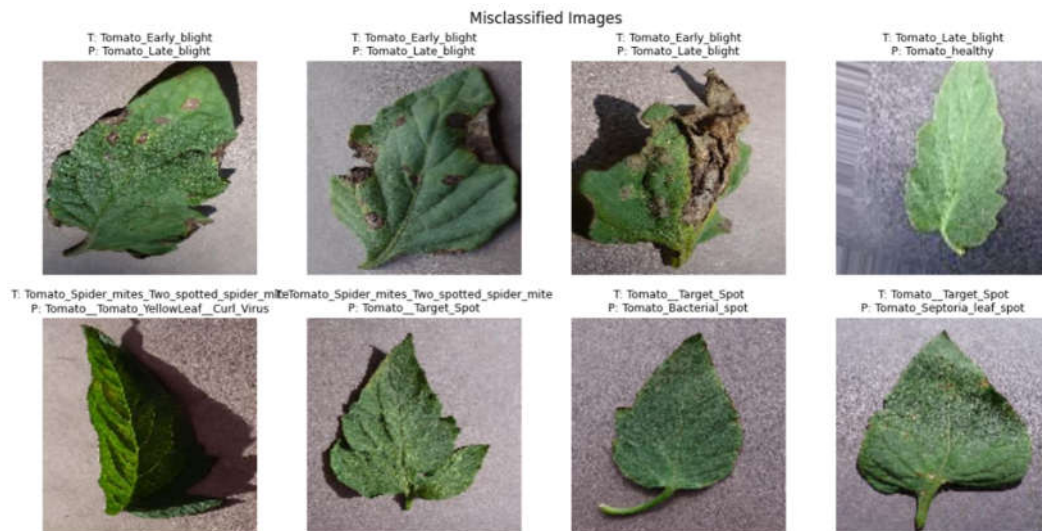 Misclassified Images
T: Tomato_Early_blight
P: Tomato_Late_blight
T: Tomato_Early_blight
P: Tomato_Late_blight
T: Tomato_Early_blight
P: Tomato_Late_blight
T: Tomato_Late_blight
P: Tomato_healthy
T: Tomato_Spider_mites_Two_spotted_spider_mite
P: Tomato__Tomato_YellowLeaf__Curl_Virus
T: Tomato_Spider_mites_Two_spotted_spider_mite
P: Tomato__Target_Spot
T: Tomato__Target_Spot
P: Tomato_Bacterial_spot
T: Tomato__Target_Spot
P: Tomato_Septoria_leaf_spot